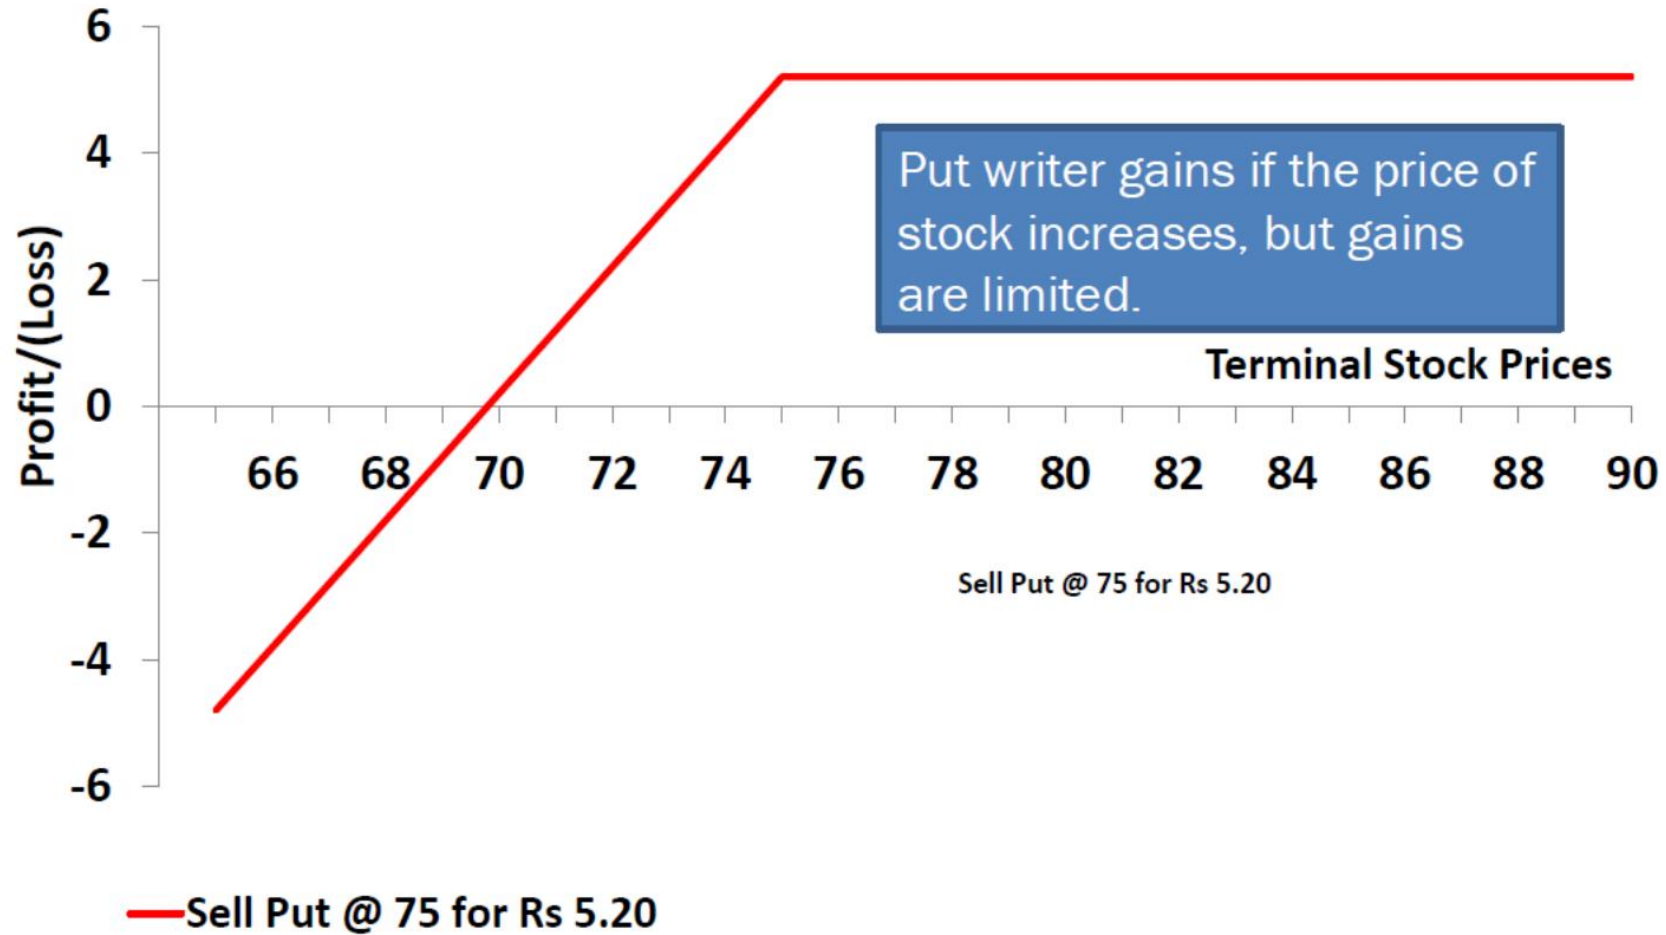 6
4
2
0
-2
-4
-6
Profit/(Loss)
Put writer gains if the price of
stock increases, but gains
are limited.
Terminal Stock Prices
66 68 70 72 74 76 78 80 82 84 86 88 90
Sell Put @ 75 for Rs 5.20
Sell Put @ 75 for Rs 5.20